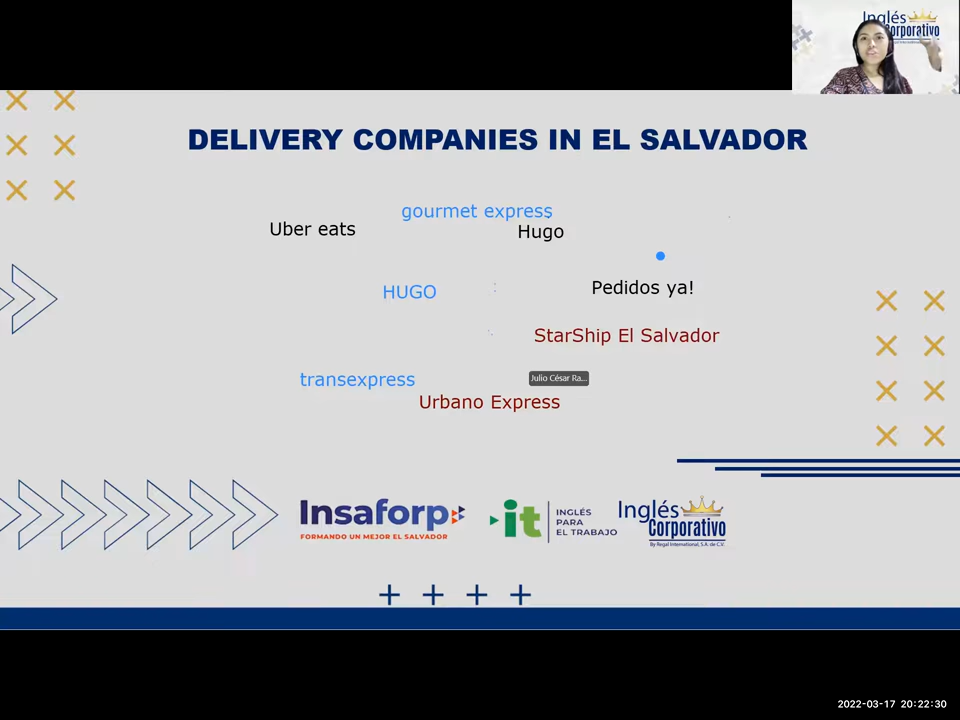 Inglés
Corporativo
DELIVERY COMPANIES IN EL SALVADOR
gourmet express
Uber eats
Hugo
HUGO
Pedidos ya!
StarShip El Salvador
transexpress
Julio César Ra...
Urbano Express
Insaforp
FORMANDO UN MEJOR EL SALVADOR
it
INGLÉS
PARA
EL TRABAJO
Inglés
Corporativo
By Regal International, S.A. de C.V.
2022-03-17 20:22:30